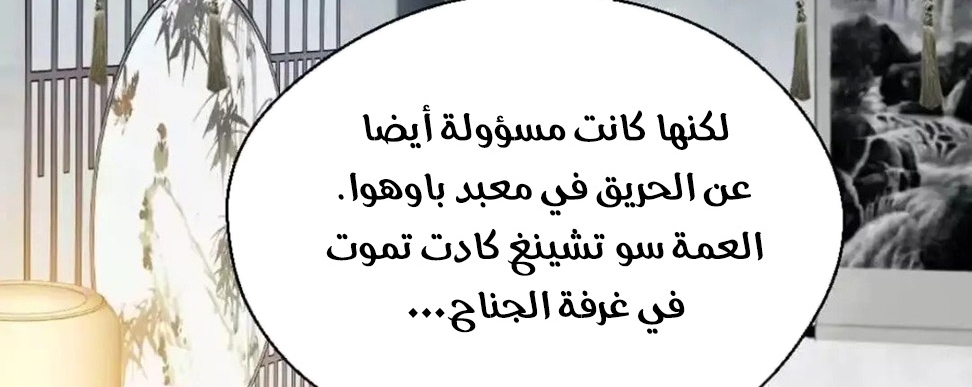 لكنها كانت مسؤولة أيضا
عن الحريق في معبد باوهوا.
العمة سو تشينغ كادت تموت
في غرفة الجناح...